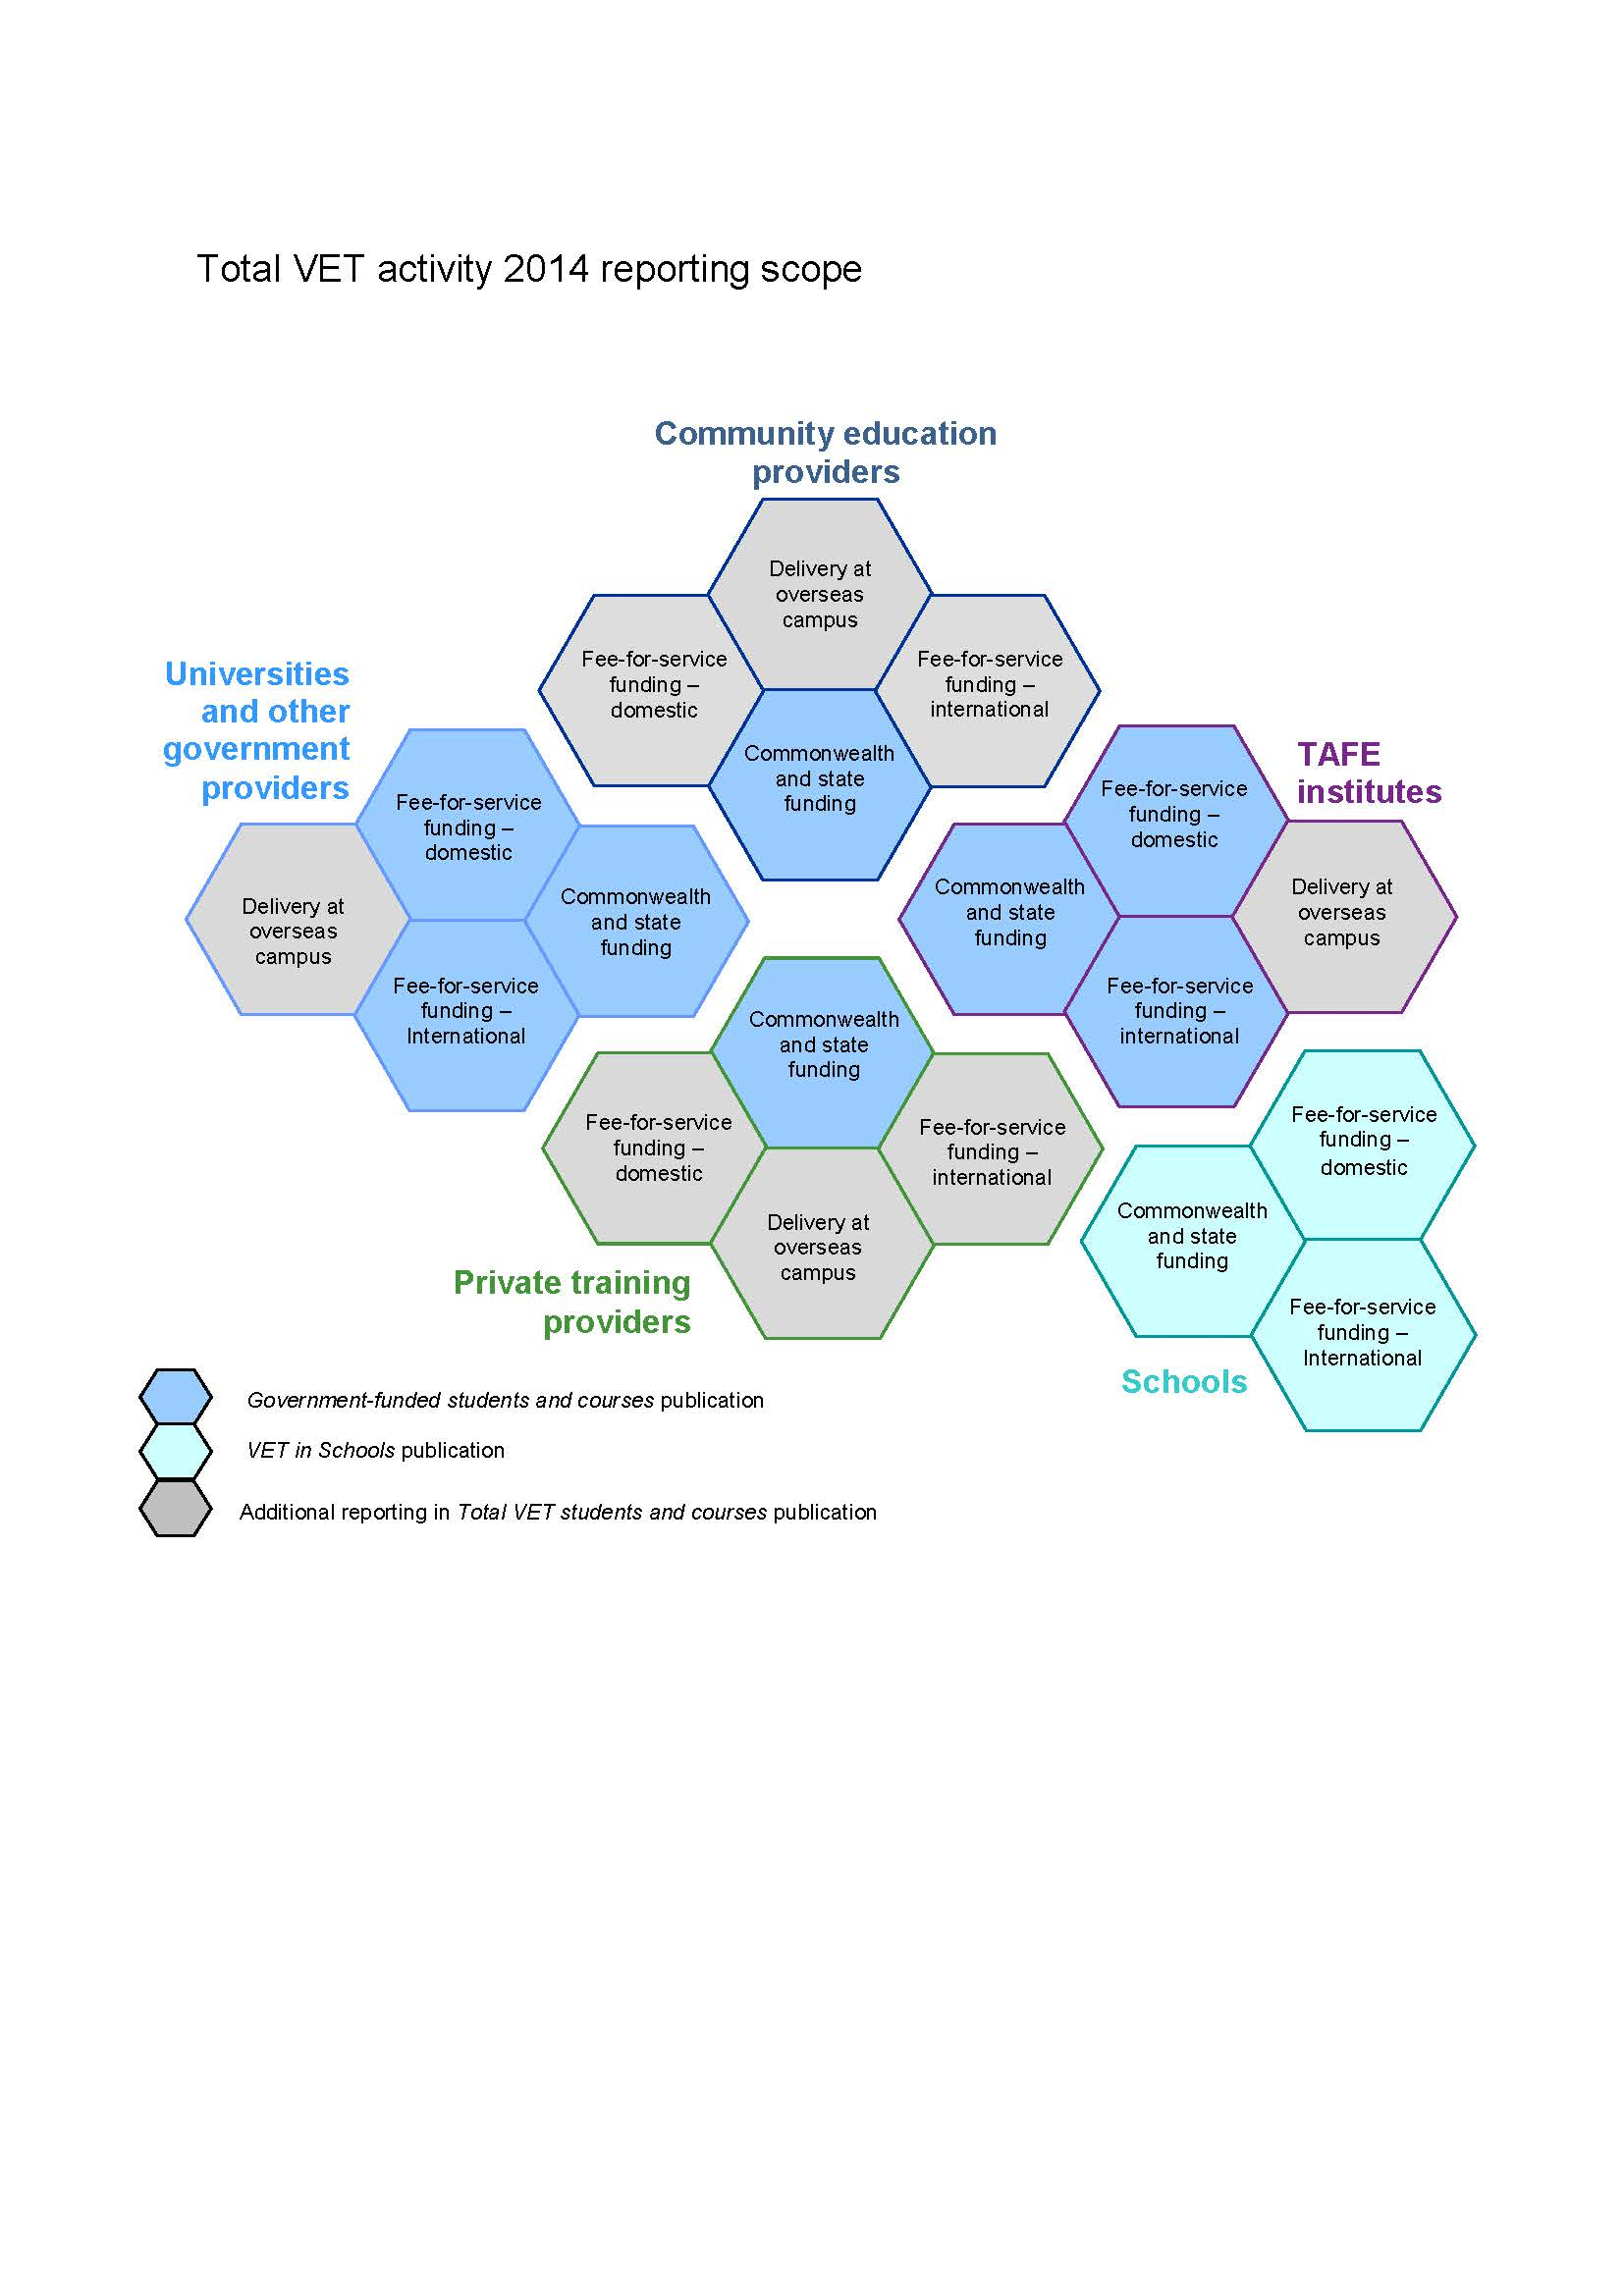 Total VET activity 2014 reporting scope
Community education
providers
Delivery at
overseas
campus
Fee-for-service
funding –
domestic
Fee-for-service
funding –
international
Commonwealth
and state
funding
Universities
and other
government
providers
Fee-for-service
funding –
domestic
Delivery at
overseas
campus
Commonwealth
and state
funding
Fee-for-service
funding –
International
TAFE
institutes
Fee-for-service
funding –
domestic
Commonwealth
and state
funding
Delivery at
overseas
campus
Fee-for-service
funding –
international
Commonwealth
and state
funding
Fee-for-service
funding –
domestic
Fee-for-service
funding –
international
Delivery at
overseas
campus
Private training
providers
Fee-for-service
funding –
domestic
Commonwealth
and state
funding
Fee-for-service
funding –
International
Schools
Government-funded students and courses publication
VET in Schools publication
Additional reporting in Total VET students and courses publication